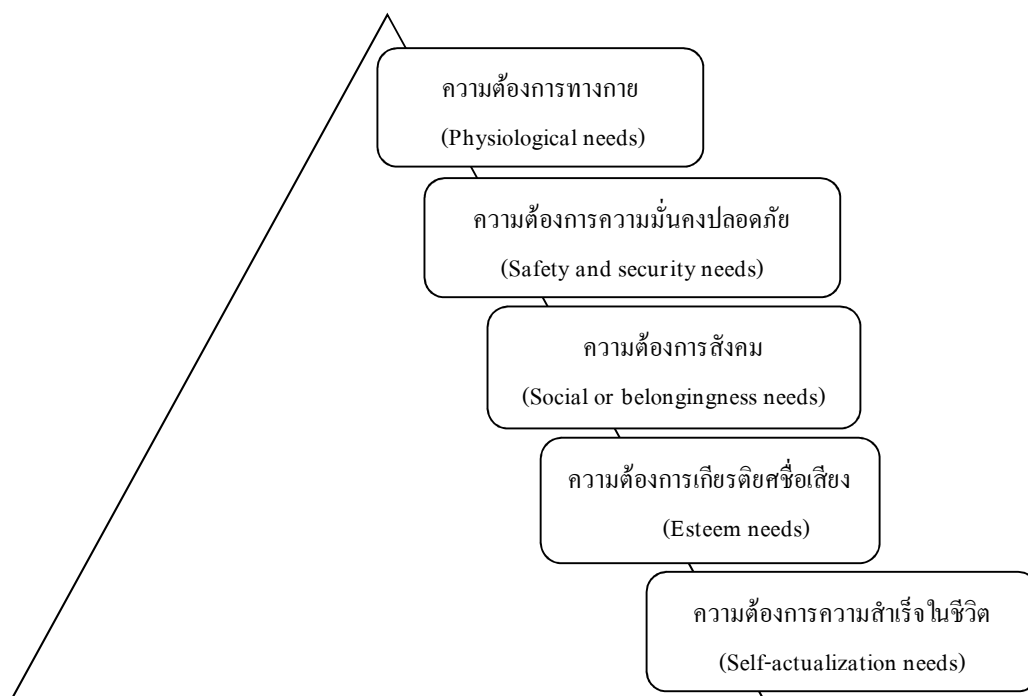 ความต้องการทางกาย
(Physiological needs)
ความต้องการความมั่นคงปลอดภัย
(Safety and security needs)
ความต้องการสังคม
(Social or belongingness needs)
ความต้องการเกียรติยศชื่อเสียง
(Esteem needs)
ความต้องการความสำเร็จในชีวิต
(Self-actualization needs)